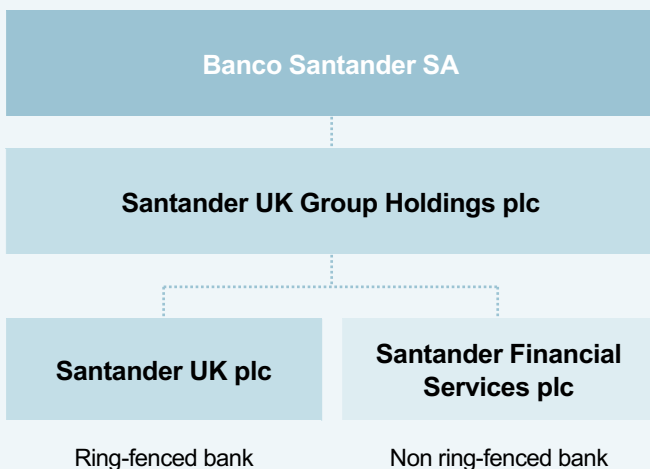 Banco Santander SA
Santander UK Group Holdings plc
Santander UK plc
Santander Financial
Services plc
Ring-fenced bank
Non ring-fenced bank